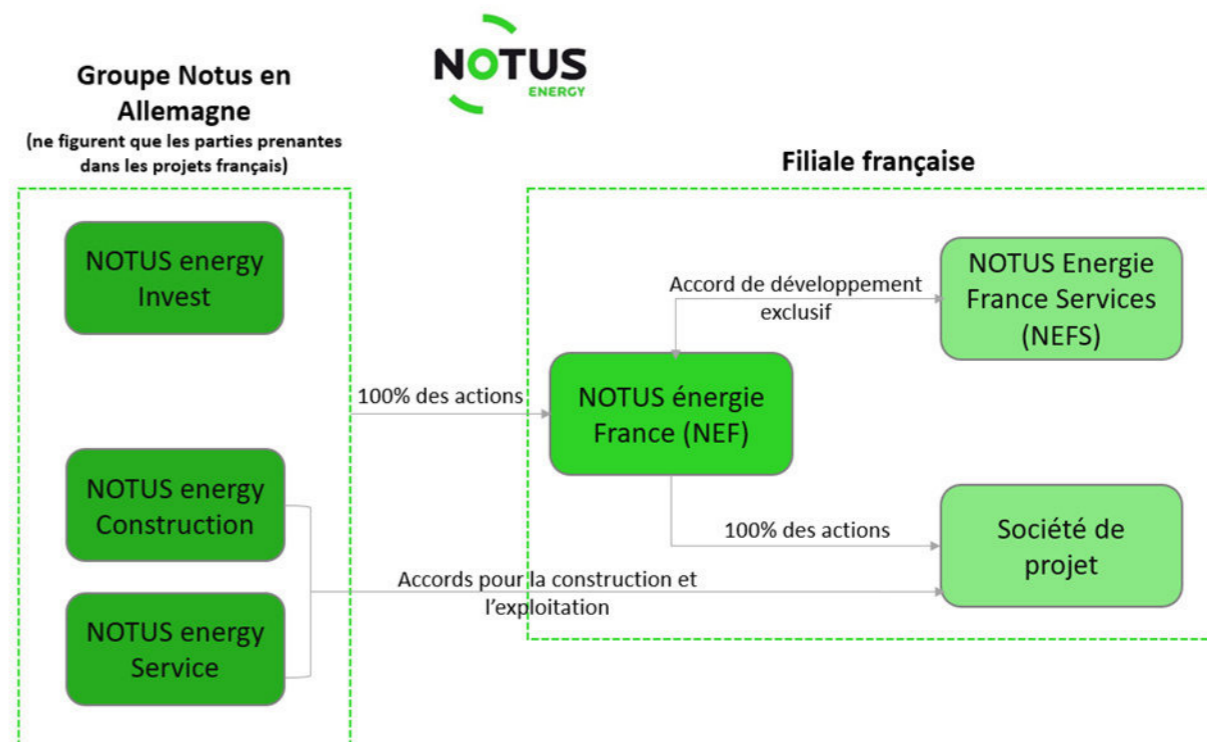 NOTUS
ENERGY
Groupe Notus en
Allemagne
(ne figurent que les parties prenantes
dans les projets français)
Filiale française
NOTUS energy
Invest
NOTUS Energie
France Services
(NEFS)
Accord de développement
exclusif
100% des actions
NOTUS énergie
France (NEF)
NOTUS energy
Construction
100% des actions
Société de
projet
Accords pour la construction et
l’exploitation
NOTUS energy
Service